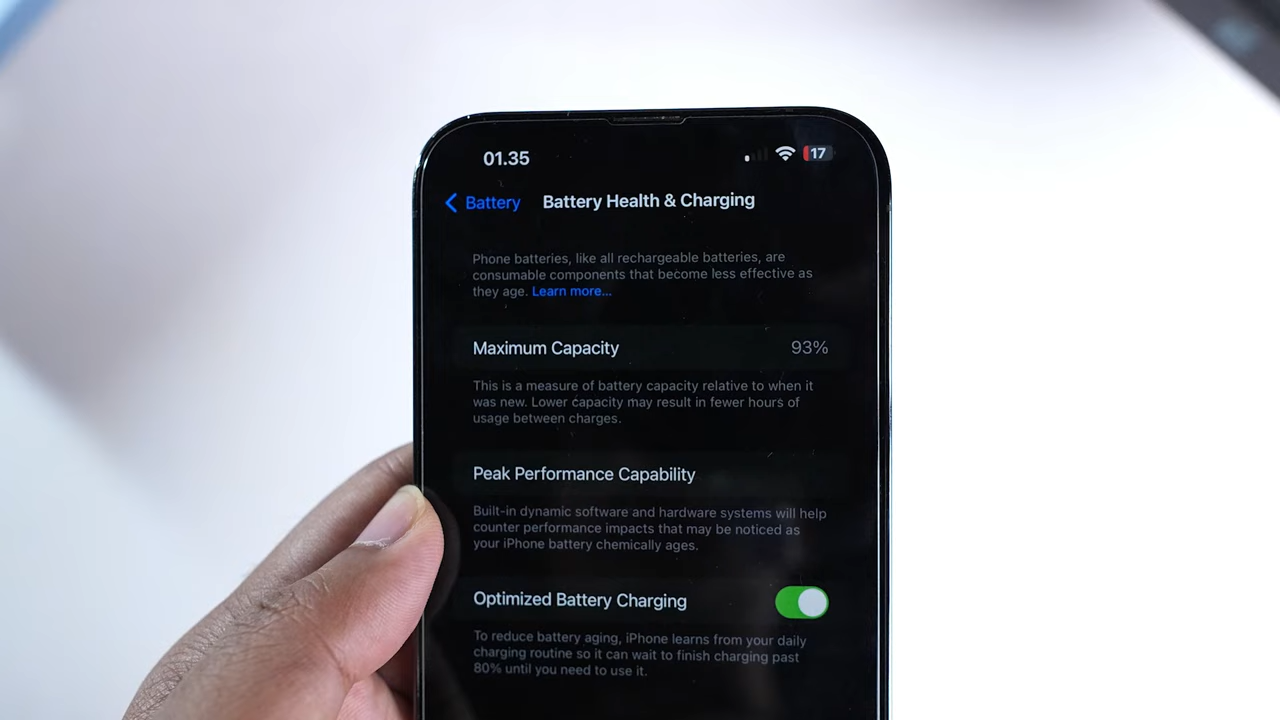 01.35
17
Battery
Battery Health & Charging
Phone batteries, like all rechargeable batteries, are
consumable components that become less effective as
they age. Learn more...
Maximum Capacity
93%
This is a measure of battery capacity relative to when it
was new. Lower capacity may result in fewer hours of
usage between charges.
Peak Performance Capability
Built-in dynamic software and hardware systems will help
counter performance impacts that may be noticed as
your iPhone battery chemically ages.
Optimized Battery Charging
To reduce battery aging, iPhone learns from your daily
charging routine so it can wait to finish charging past
80% until you need to use it.